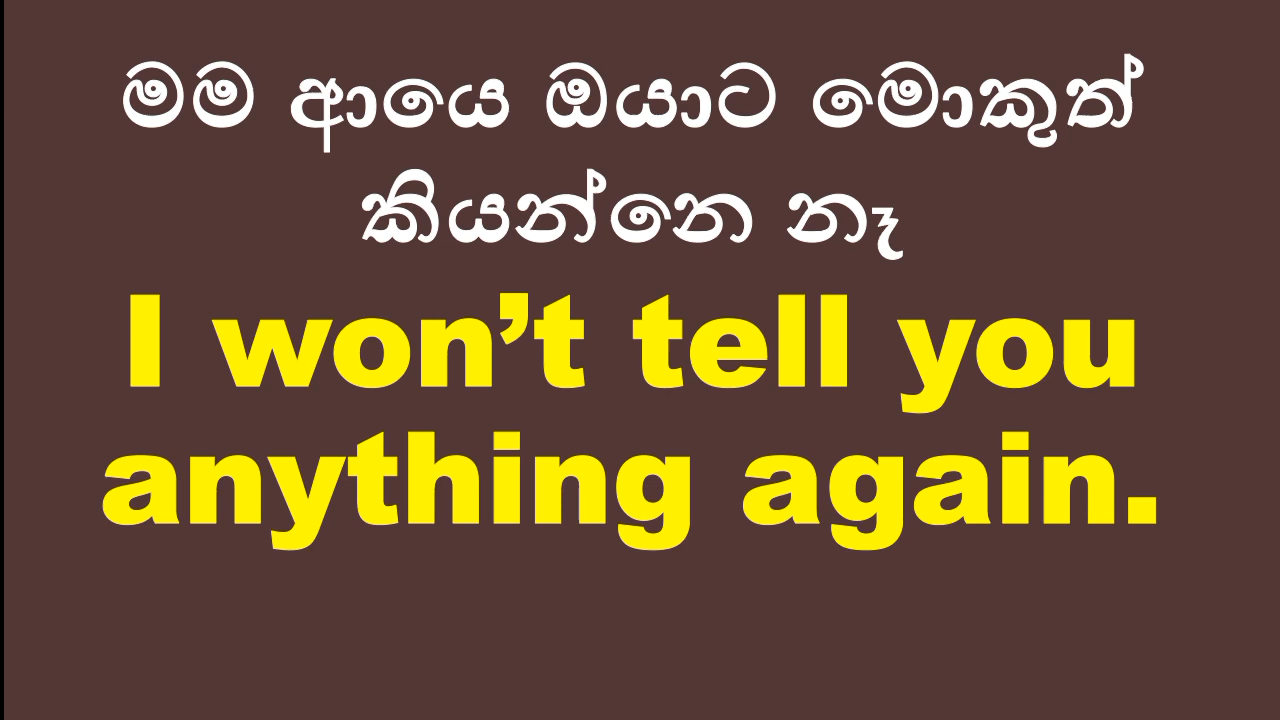 මම ආයෙ ඔයාට මොකුත්
කියන්නෙ නෑ
I won’t tell you
anything again.